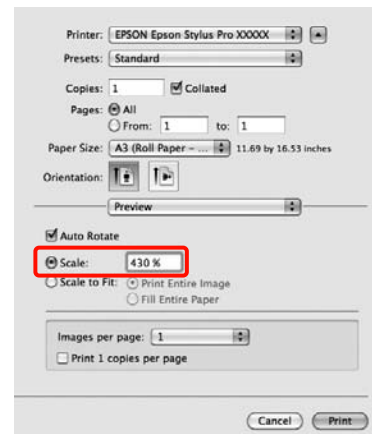 Printer: EPSON Epson Stylus Pro XXXXX
Presets: Standard
Copies: 1 Collated
Pages: All
From: 1 to: 1
Paper Size: A3 (Roll Paper – ... 11.69 by 16.53 inches
Orientation:
Preview
Auto Rotate
Scale: 430 %
Scale to Fit: Print Entire Image
Fill Entire Paper
Images per page: 1
Print 1 copies per page
Cancel Print